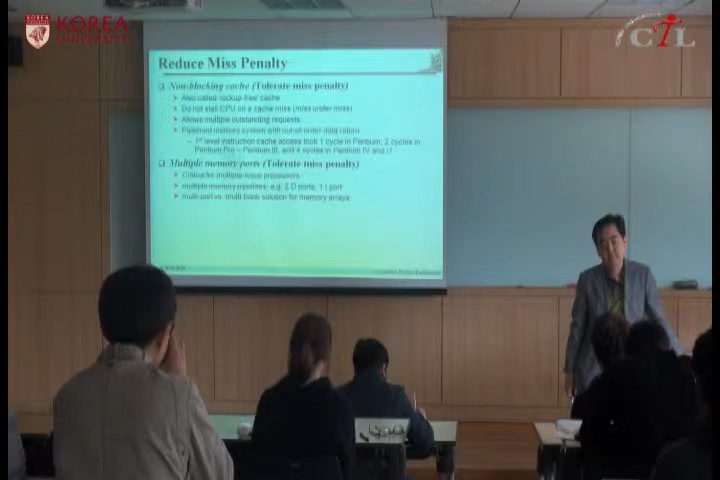 KOREA
UNIVERSITY
CTL
Reduce Miss Penalty
Non-blocking cache (Tolerate miss penalty)
Also called lockup-free cache
Do not stall CPU on a cache miss (miss under miss)
Allows multiple outstanding requests
Pipelined memory system with out-of-order data return
– 1st level instruction cache access took 1 cycle in Pentium, 2 cycles in
Pentium Pro ~ Pentium III, and 4 cycles in Pentium IV and i7
Multiple memory ports (Tolerate miss penalty)
Critical for multiple-issue processors
multiple memory pipelines, e.g. 2 D ports, 1 I port
multi-port vs. multi-bank solution for memory arrays